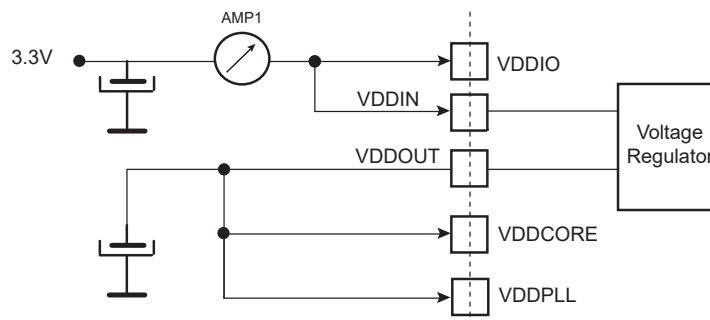 AMP1
3.3V
VDDIO
VDDIN
Voltage
Regulator
VDDOUT
VDDCORE
VDDPLL